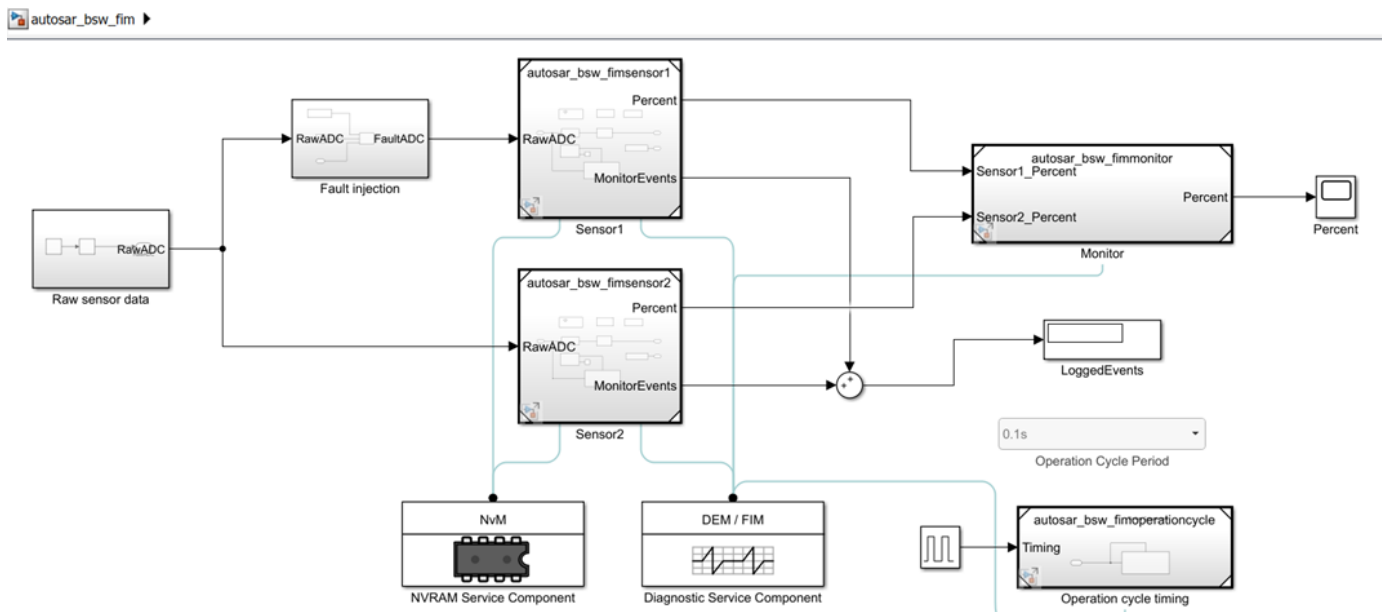 autosar_bsw_fim
autosar_bsw_fimsensor1
Percent
RawADC
MonitorEvents
Sensor1
RawADC
FaultADC
Fault injection
autosar_bsw_fimmonitor
Sensor1_Percent
Percent
Sensor2_Percent
Monitor
Percent
RawADC
Raw sensor data
autosar_bsw_fimsensor2
Percent
RawADC
MonitorEvents
Sensor2
LoggedEvents
0.1s
Operation Cycle Period
NvM
NVRAM Service Component
DEM / FIM
Diagnostic Service Component
autosar_bsw_fimoperationcycle
Timing
Operation cycle timing